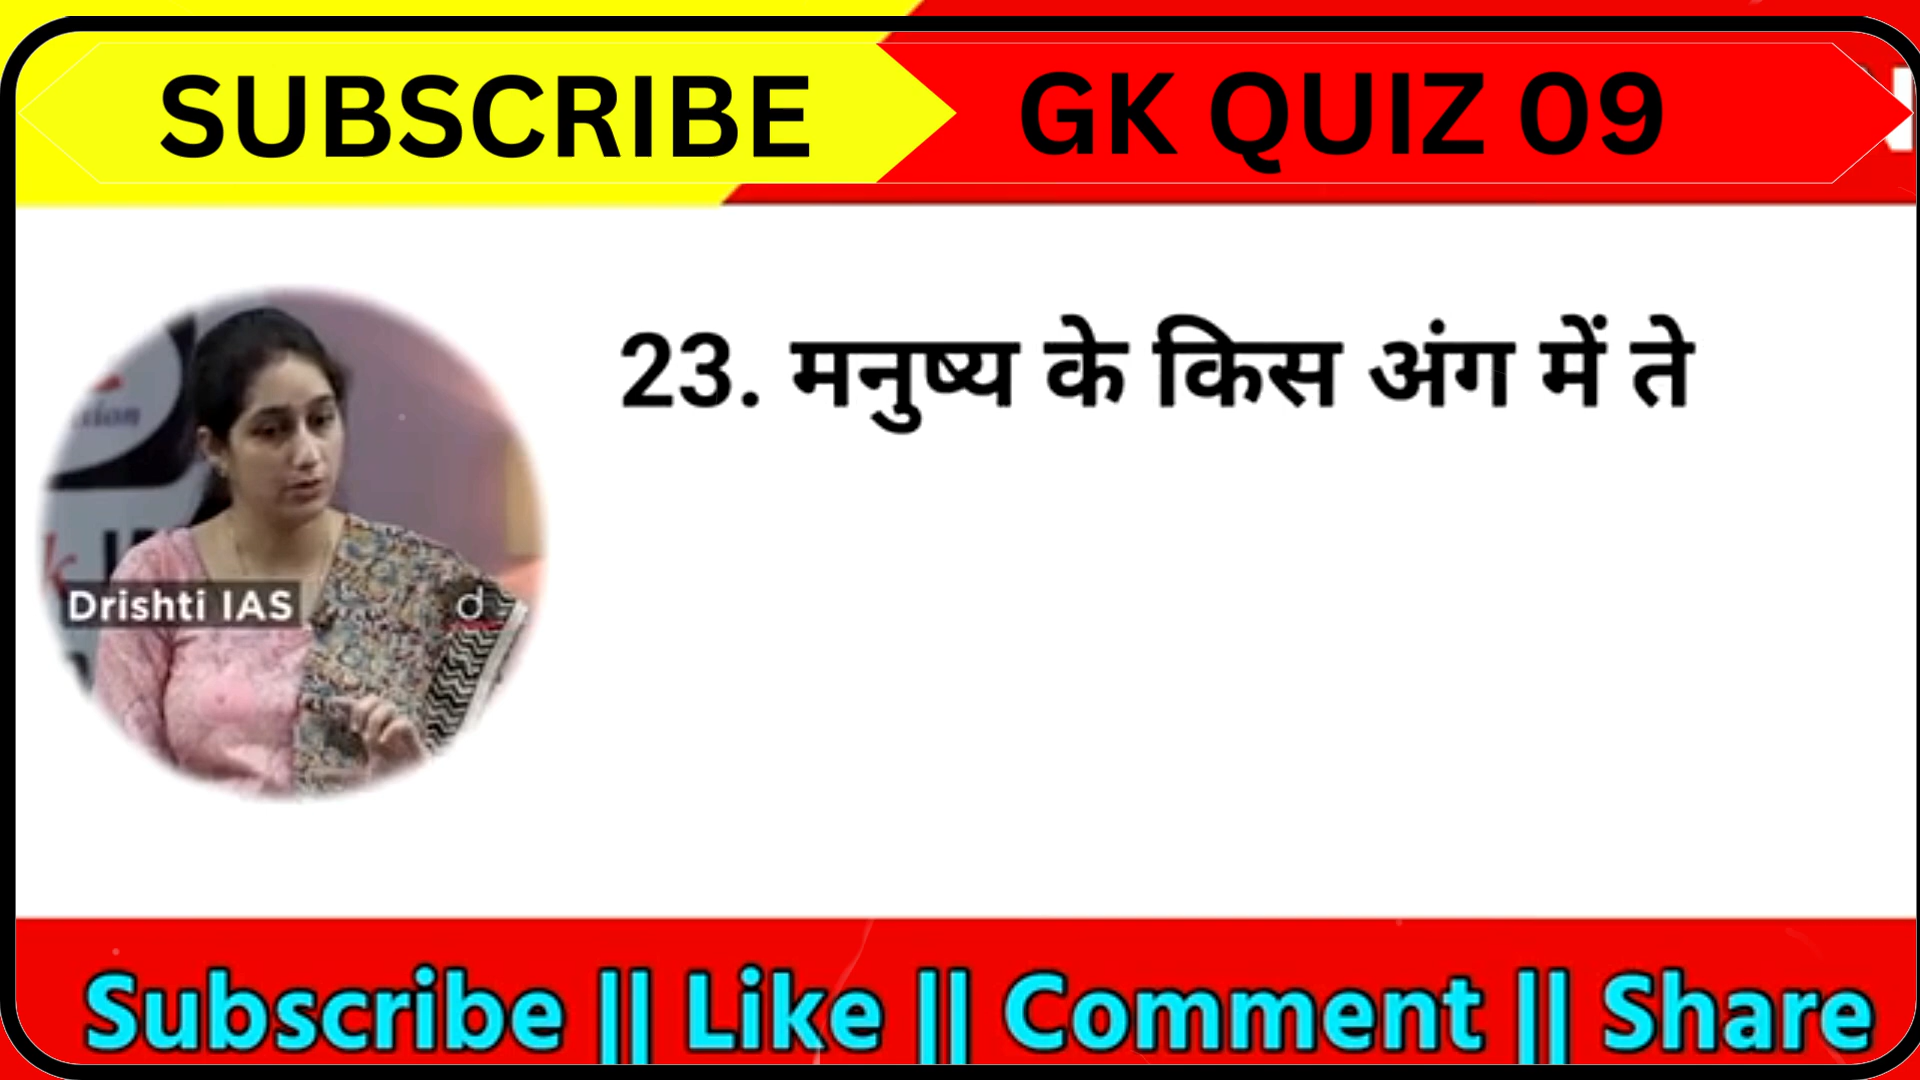 SUBSCRIBE GK QUIZ 09
23. मनुष्य के किस अंग में ते
Drishti IAS
Subscribe || Like || Comment || Share